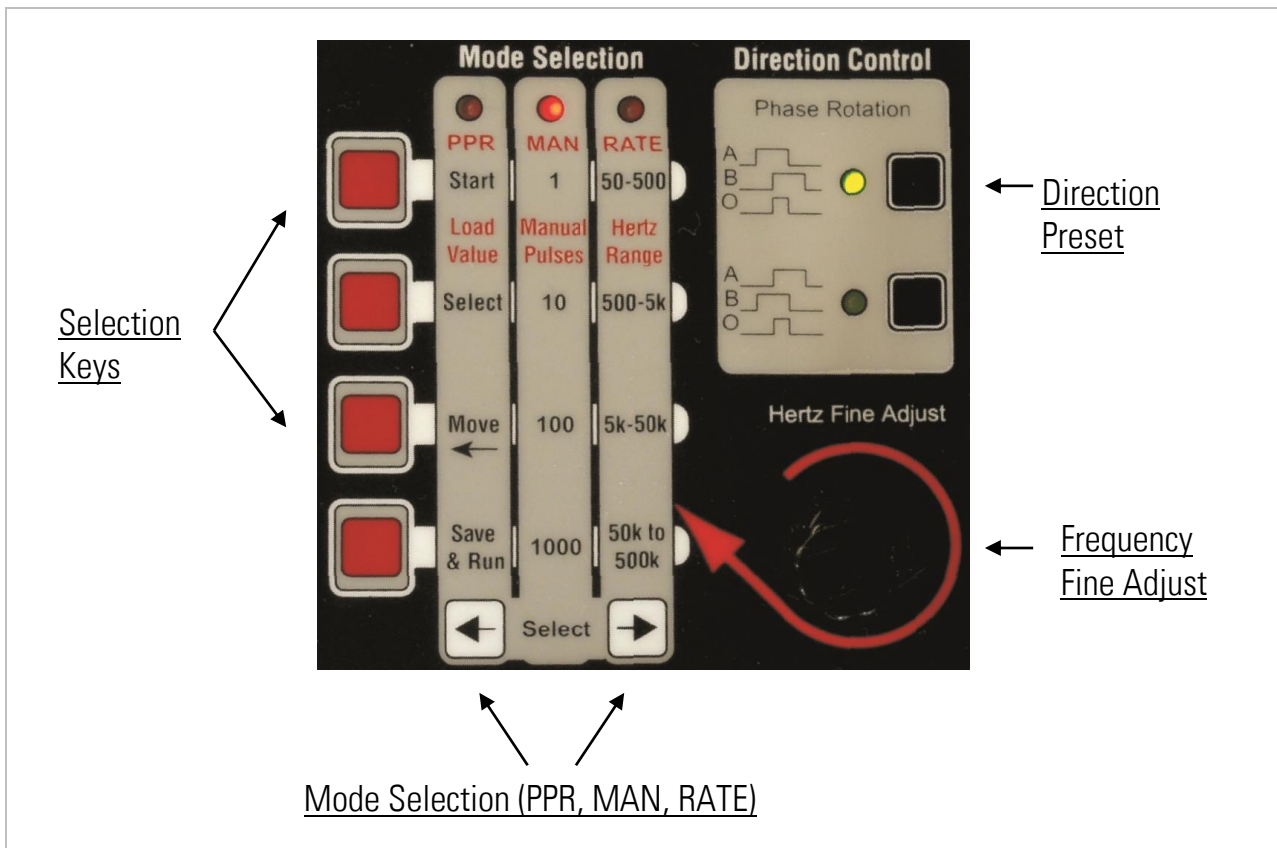 Mode Selection
Direction Control
PPR MAN RATE
Start 1 50-500
Load Manual Hertz
Value Pulses Range
Select 10 500-5k
Move 100 5k-50k
Save 1000 50k to
& Run 500k
Select
Phase Rotation
A
B
O
A
B
O
Hertz Fine Adjust
Selection
Keys
Direction
Preset
Frequency
Fine Adjust
Mode Selection (PPR, MAN, RATE)